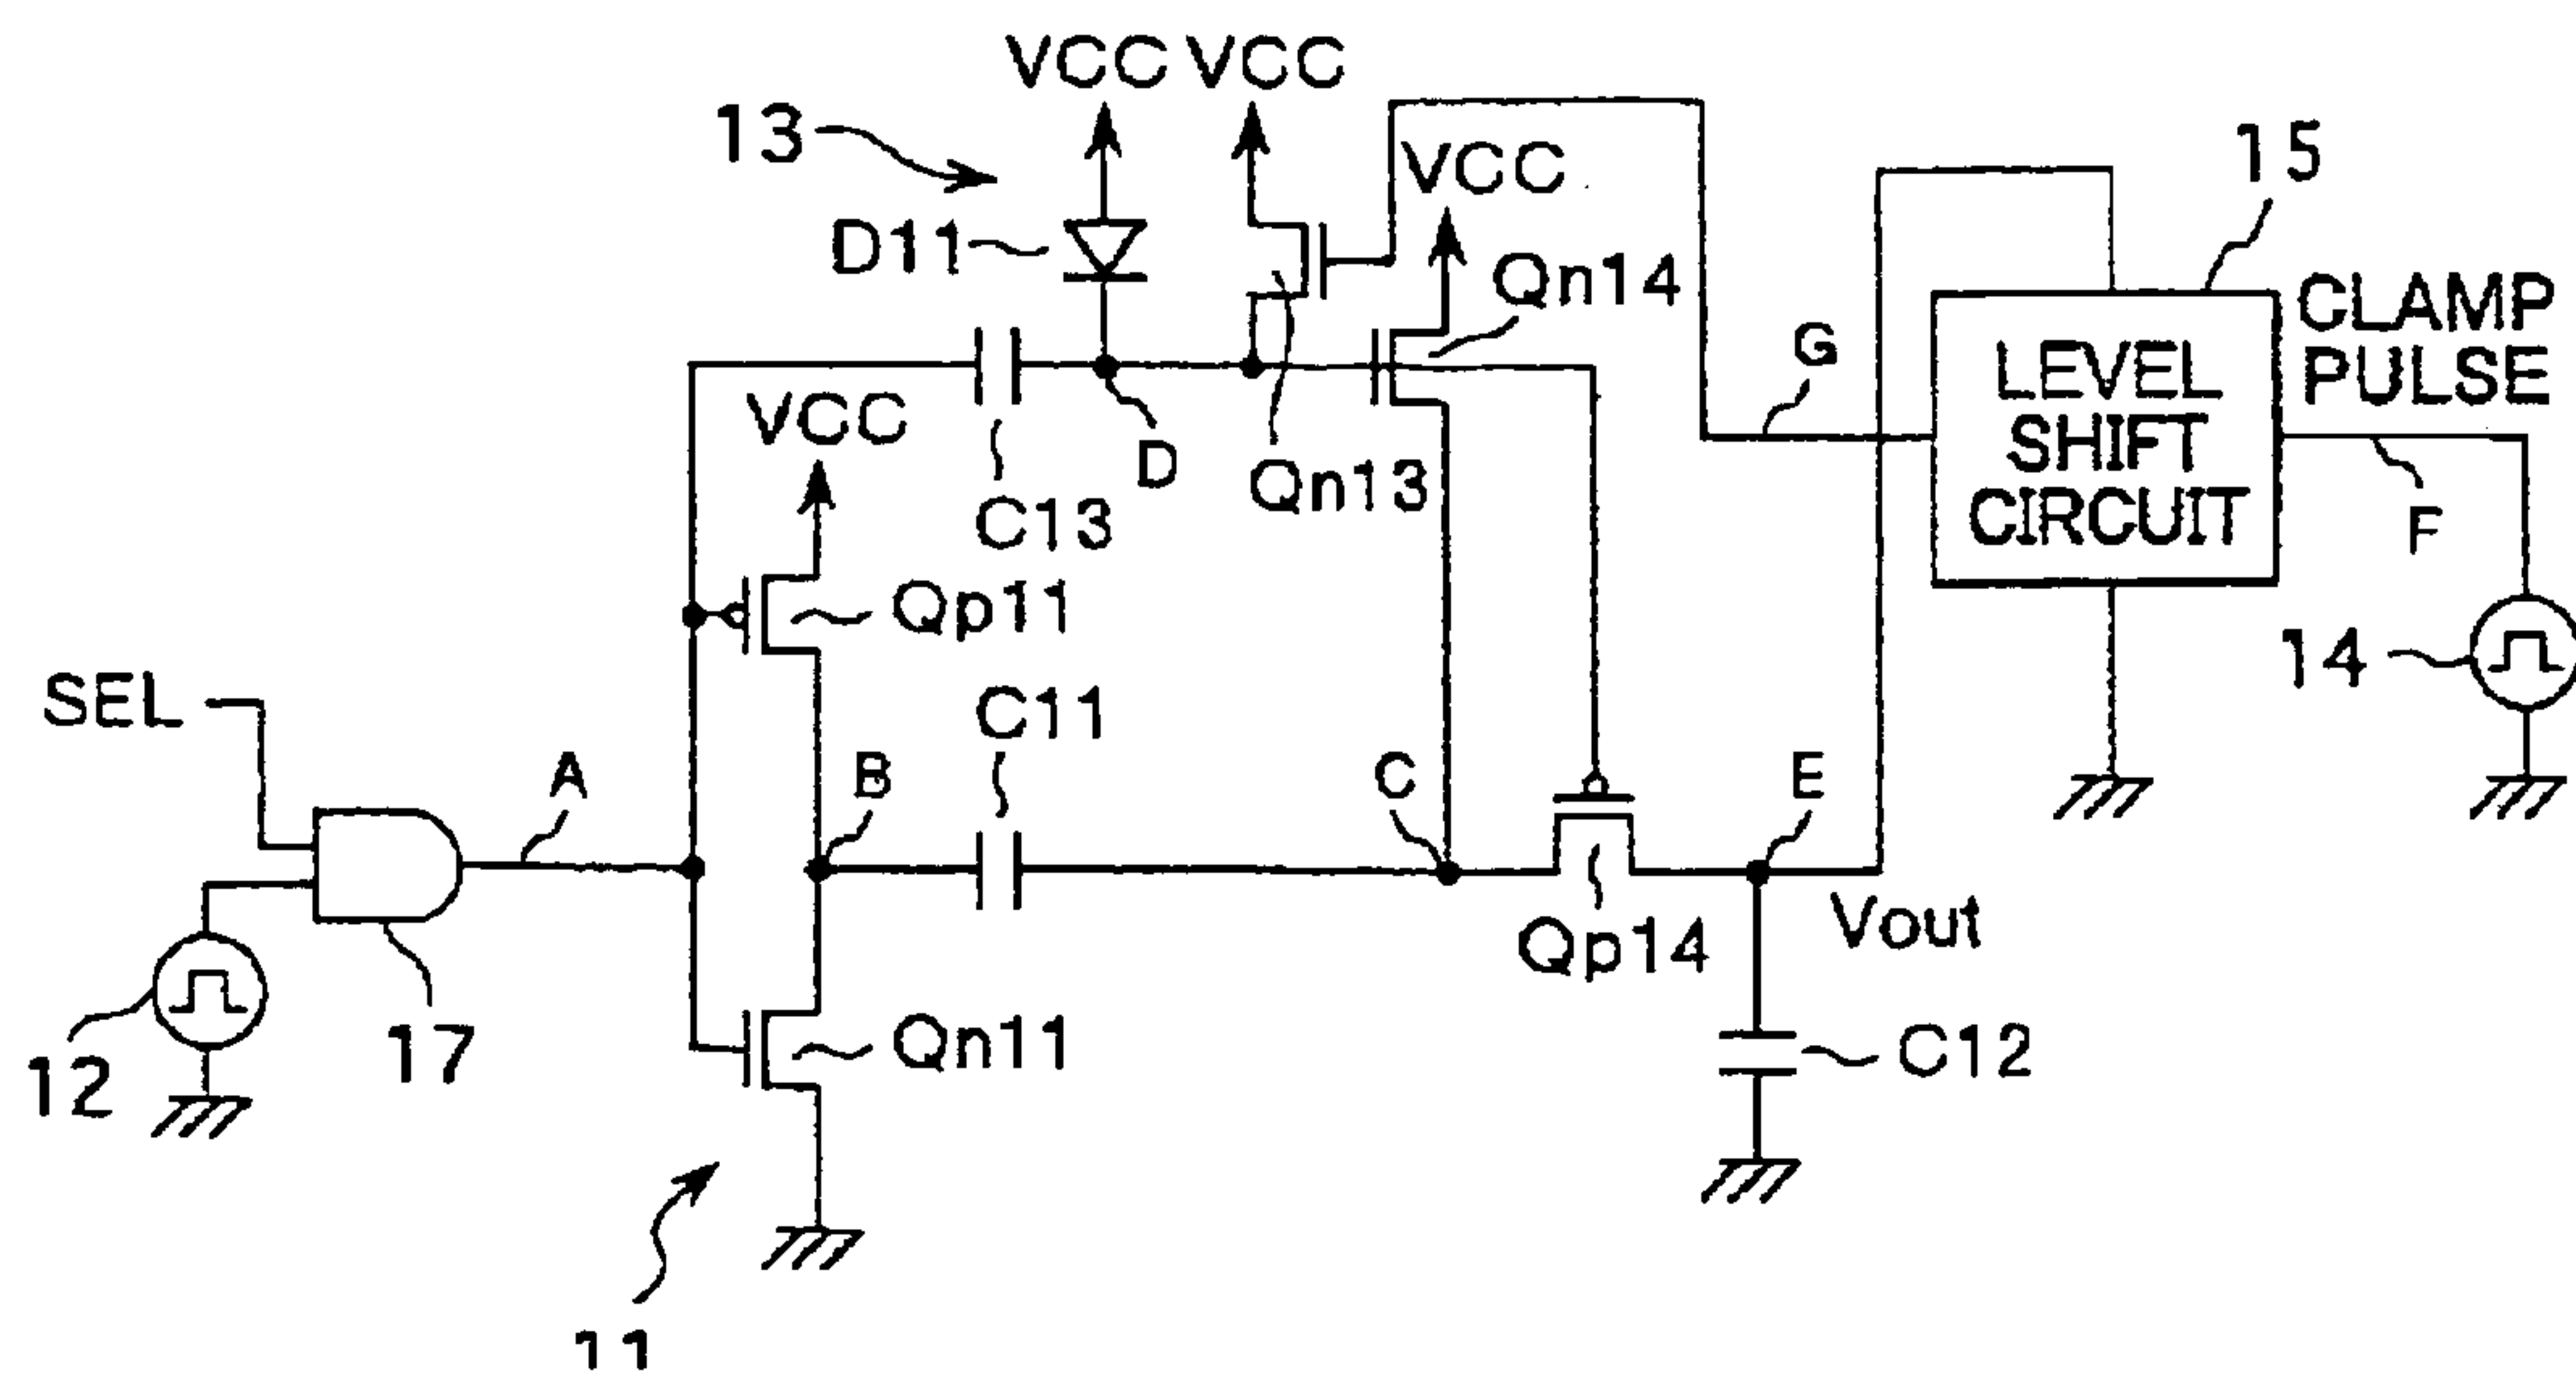 VCC VCC
13
VCC
15
D11
Qn14
CLAMP
PULSE
G
LEVEL
SHIFT
CIRCUIT
VCC
D
Qn13
C13
F
Qp11
14
SEL
C11
A
B
C
E
Vout
Qp14
12
17
Qn11
C12
11